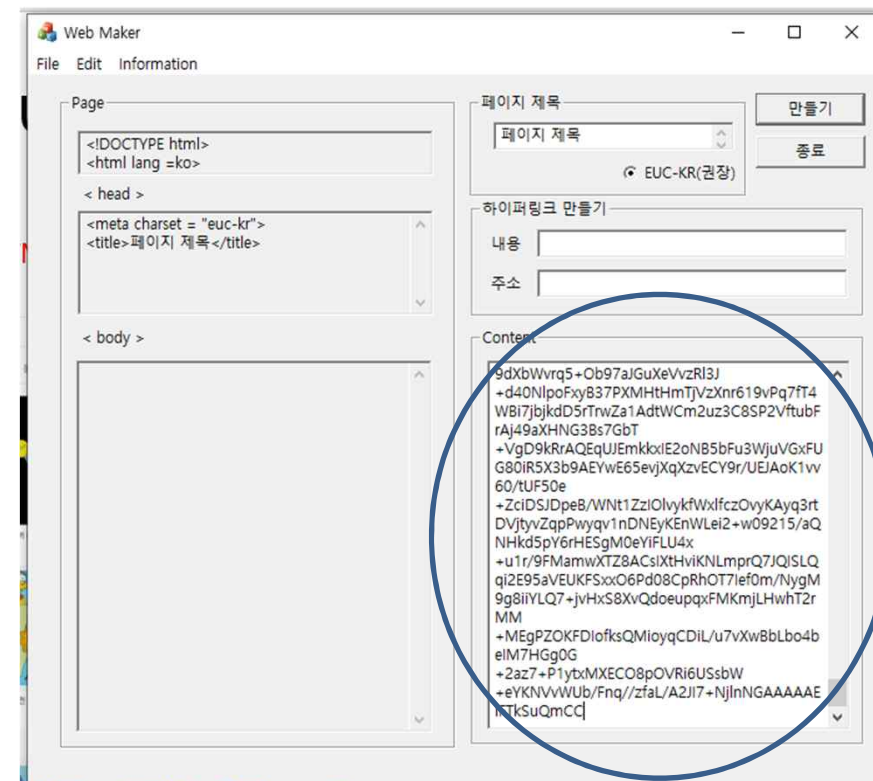 Web Maker
File Edit Information
Page
<!DOCTYPE html>
<html lang =ko>
< head >
<meta charset = "euc-kr">
<title>페이지 제목</title>
< body >
페이지 제목
페이지 제목
EUC-KR(권장)
만들기
종료
하이퍼링크 만들기
내용
주소
Content
9dXbWvrq5+Ob97aJGuXeVvzRl3J
+d40NlpoFxyB37PXMHtHmTjVzXnr619vPq7fT4
WBi7jbjkdD5rTrwZa1AdtWCm2uz3C8SP2VftubF
rAj49aXHNG3Bs7GbT
+VgD9kRrAQEqUJEmkkxIE2oNB5bFu3WjuVGxFU
G80iR5X3b9AEYwE65evjXqXzvECY9r/UEJAoK1vv
60/tUF50e
+ZciDSJDpeB/WNt1ZzIOlvykfWxlfczOvyKAyq3rt
DVjtyvZqpPwyqv1nDNEyKEnWLei2+w09215/aQ
NHkd5pY6rHESgM0eYiFLU4x
+u1r/9FMamwXTZ8ACsIXtHviKNLmprQ7JQISLQ
qi2E95aVEUKFSxxO6Pd08CpRhOT7Ief0m/NygM
9g8iiYLQ7+jvHxS8XvQdoeupqxFMKmjLHwhT2r
MM
+MEgPZOKFDIofksQMioyqCDiL/u7vXwBbLbo4b
eIM7HGg0G
+2az7+P1ytxMXECO8pOVRi6USsbW
+eYKNVvWUb/Fnq//zfaL/A2JI7+NjlnNGAAAAAE
lFTkSuQmCC